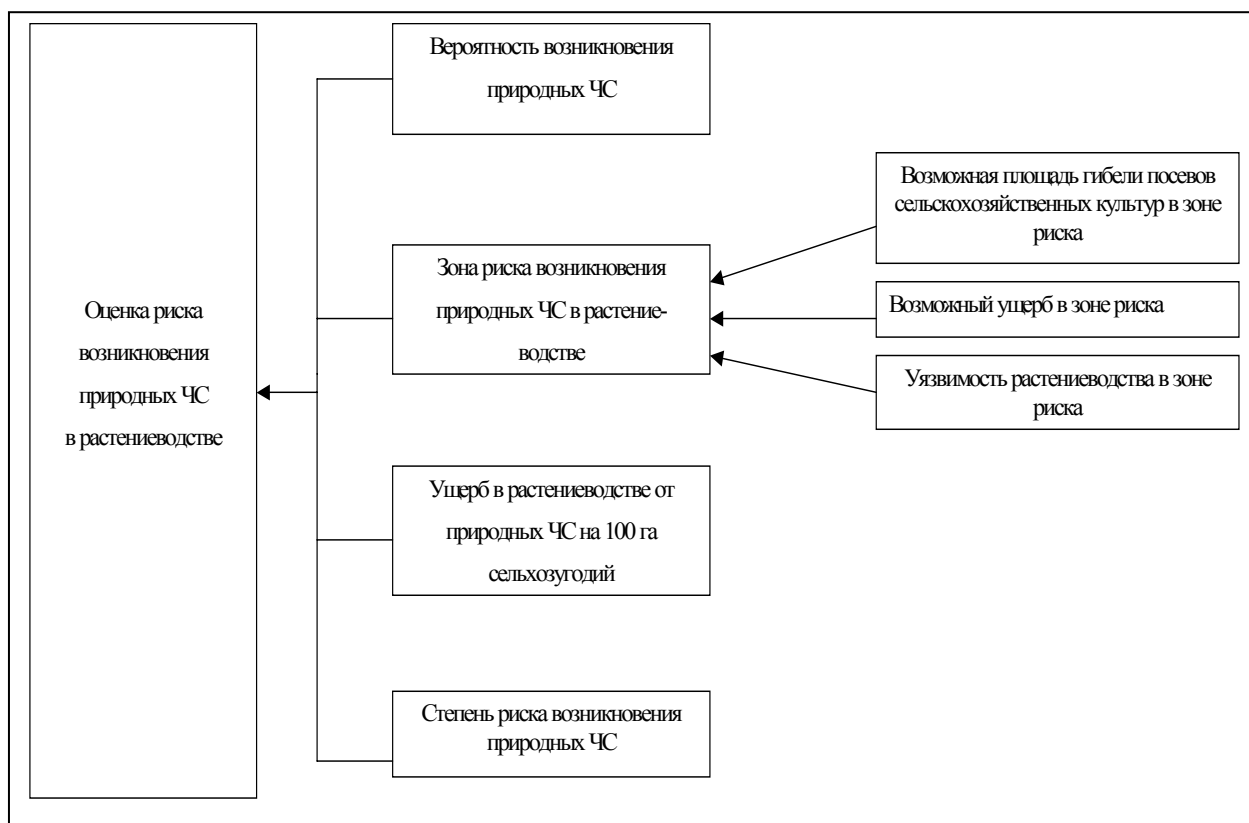 Оценка риска
возникновения
природных ЧС
в растениеводстве
Вероятность возникновения
природных ЧС
Зона риска возникновения
природных ЧС в растение-
водстве
Ущерб в растениеводстве от
природных ЧС на 100 га
сельхозугодий
Степень риска возникновения
природных ЧС
Возможная площадь гибели посевов
сельскохозяйственных культур в зоне
риска
Возможный ущерб в зоне риска
Уязвимость растениеводства в зоне
риска